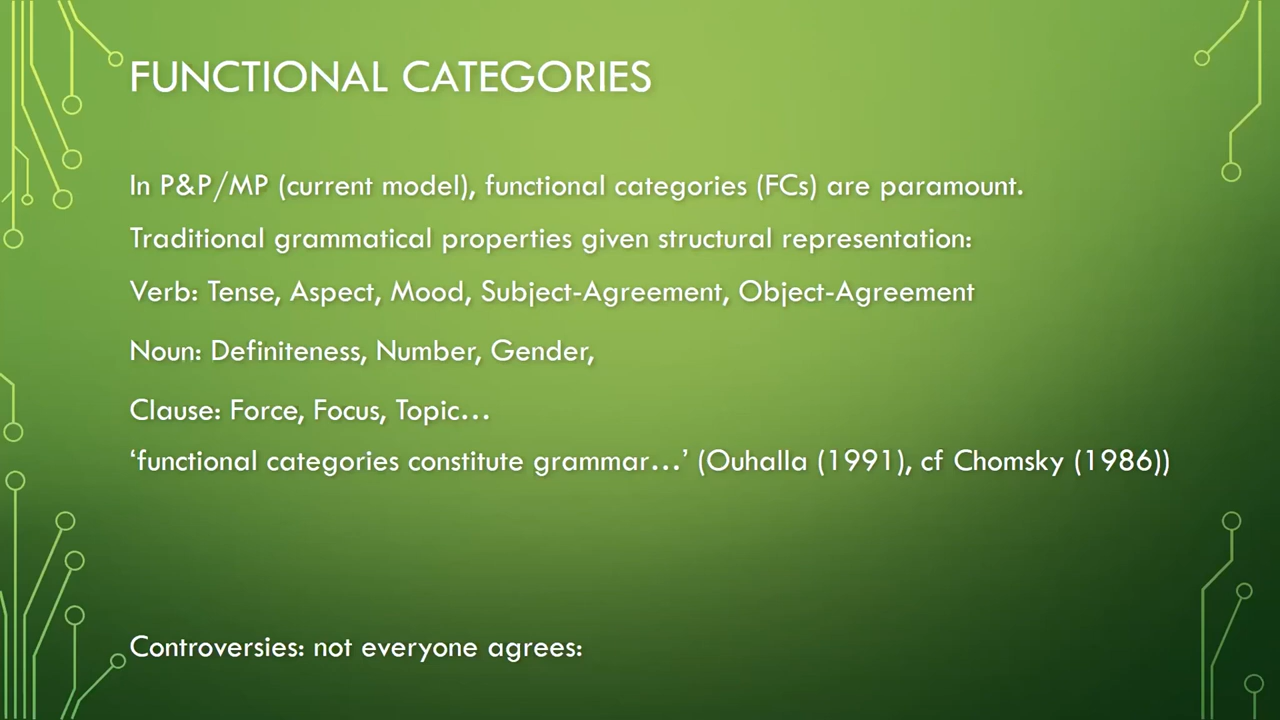 FUNCTIONAL CATEGORIES
In P&P/MP (current model), functional categories (FCs) are paramount.
Traditional grammatical properties given structural representation:
Verb: Tense, Aspect, Mood, Subject-Agreement, Object-Agreement
Noun: Definiteness, Number, Gender,
Clause: Force, Focus, Topic…
‘functional categories constitute grammar…’ (Ouhalla (1991), cf Chomsky (1986))
Controversies: not everyone agrees: